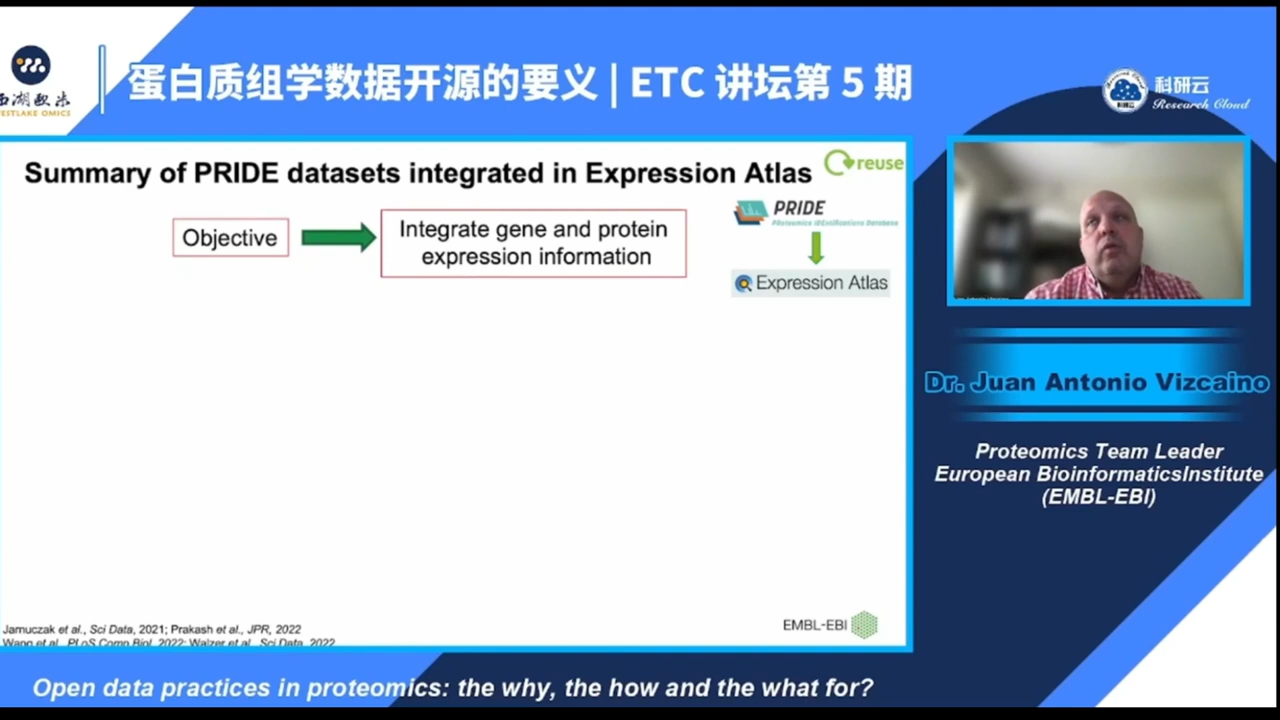 蛋白质组学数据开源的要义 | ETC 讲坛第 5 期
西湖欧米
WESTLAKE OMICS
科研云
Research Cloud
Summary of PRIDE datasets integrated in Expression Atlas
reuse
Objective
Integrate gene and protein
expression information
PRIDE
PRoteomics IDEntifications Database
Expression Atlas
Jarnuczak et al., Sci Data, 2021; Prakash et al., JPR, 2022
Wang et al., PLoS Comp Biol, 2022; Walzer et al., Sci Data, 2022
EMBL-EBI
Dr. Juan Antonio Vizcaino
Proteomics Team Leader
European BioinformaticsInstitute
(EMBL-EBI)
Open data practices in proteomics: the why, the how and the what for?